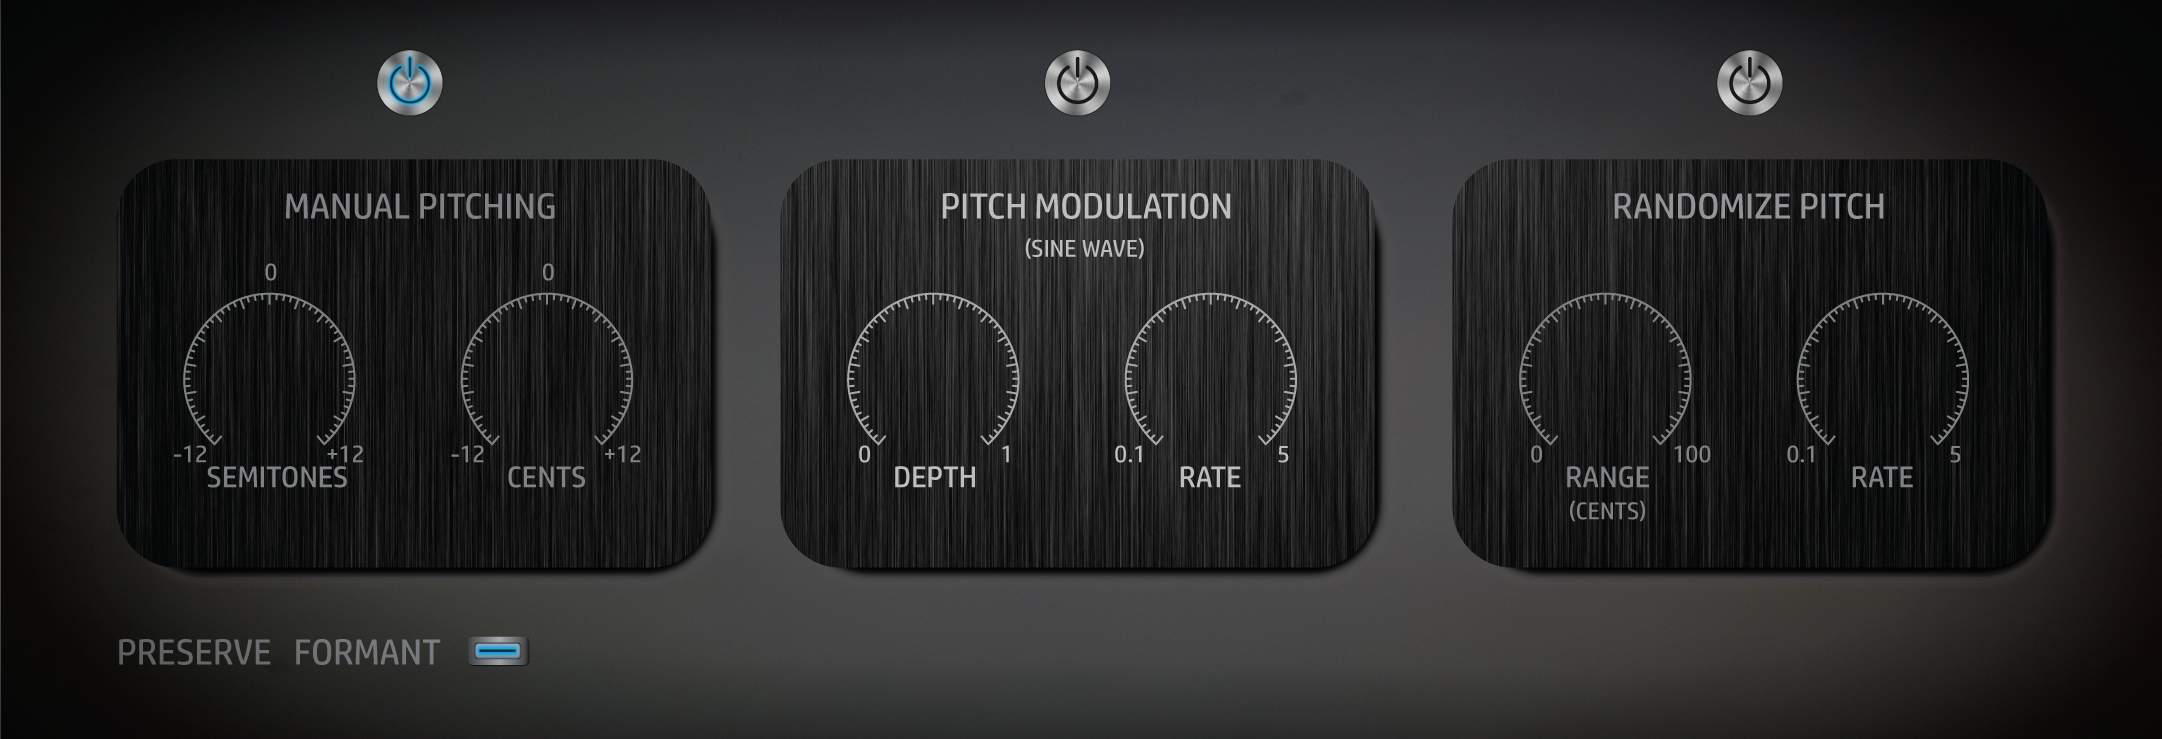 MANUAL PITCHING
0
0
-12
+12
-12
+12
SEMITONES
CENTS
PITCH MODULATION
(SINE WAVE)
0
1
0.1
5
DEPTH
RATE
RANDOMIZE PITCH
0
100
0.1
5
RANGE
RATE
(CENTS)
PRESERVE FORMANT